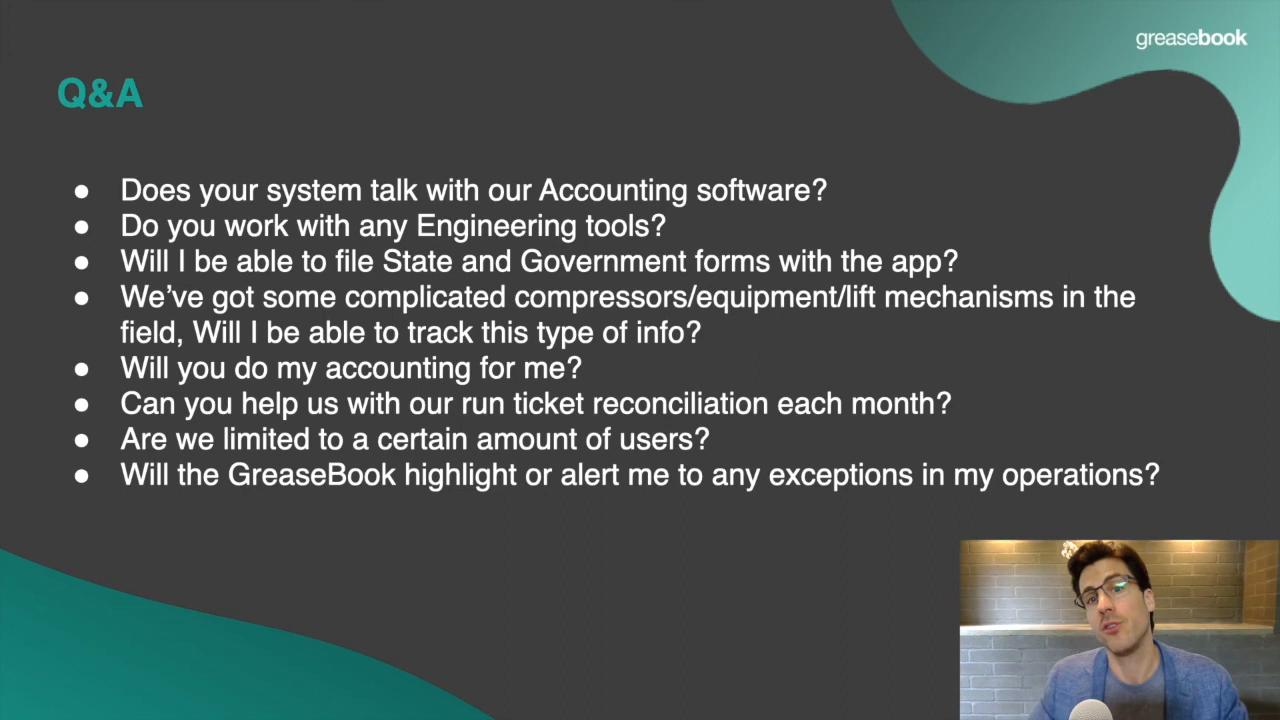 greasebook
Q&A
● Does your system talk with our Accounting software?
● Do you work with any Engineering tools?
● Will I be able to file State and Government forms with the app?
● We’ve got some complicated compressors/equipment/lift mechanisms in the
field, Will I be able to track this type of info?
● Will you do my accounting for me?
● Can you help us with our run ticket reconciliation each month?
● Are we limited to a certain amount of users?
● Will the GreaseBook highlight or alert me to any exceptions in my operations?